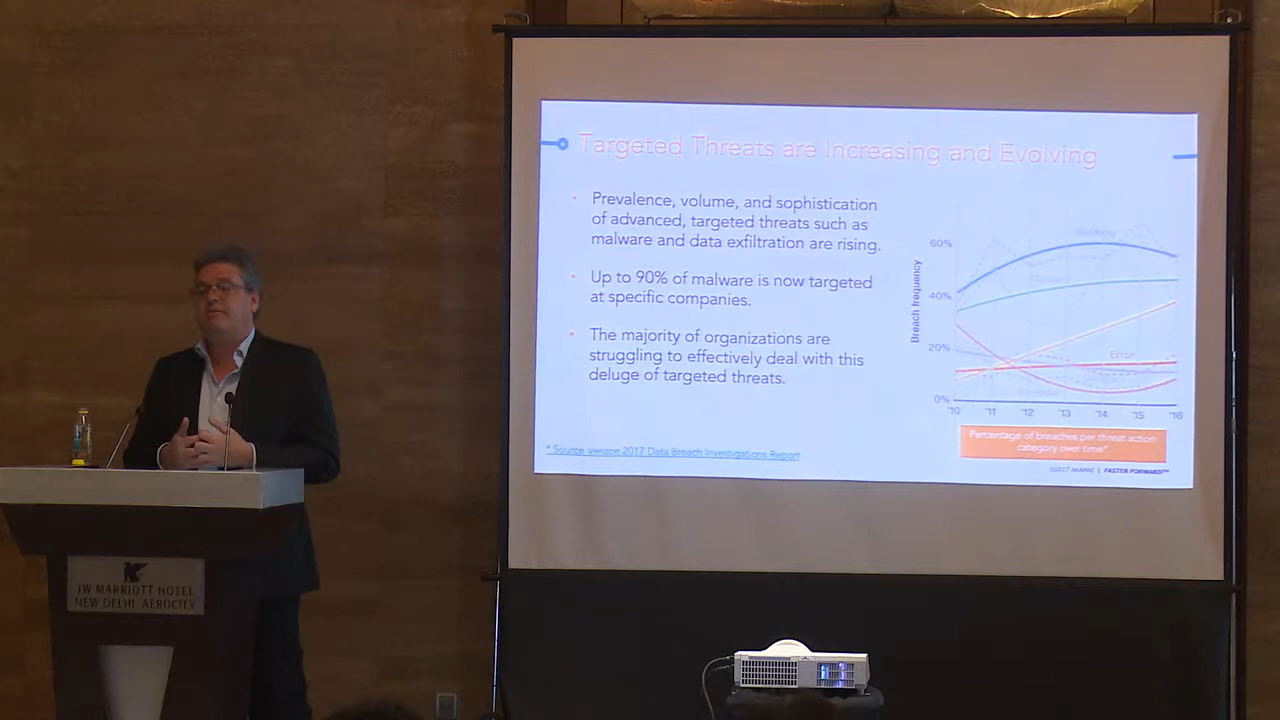 Targeted Threats are Increasing and Evolving
• Prevalence, volume, and sophistication
of advanced, targeted threats such as
malware and data exfiltration are rising.
• Up to 90% of malware is now targeted
at specific companies.
• The majority of organizations are
struggling to effectively deal with this
deluge of targeted threats.
* Source Verizon 2017 Data Breach Investigations Report
Breach frequency
60%
40%
20%
0%
Hacking
Malware
Error
'10 '11 '12 '13 '14 '15 '16
Percentage of breaches per threat action
category over time*
©2017 AKAMAI | FASTER FORWARD™
JW MARRIOTT HOTEL
NEW DELHI AEROCITY